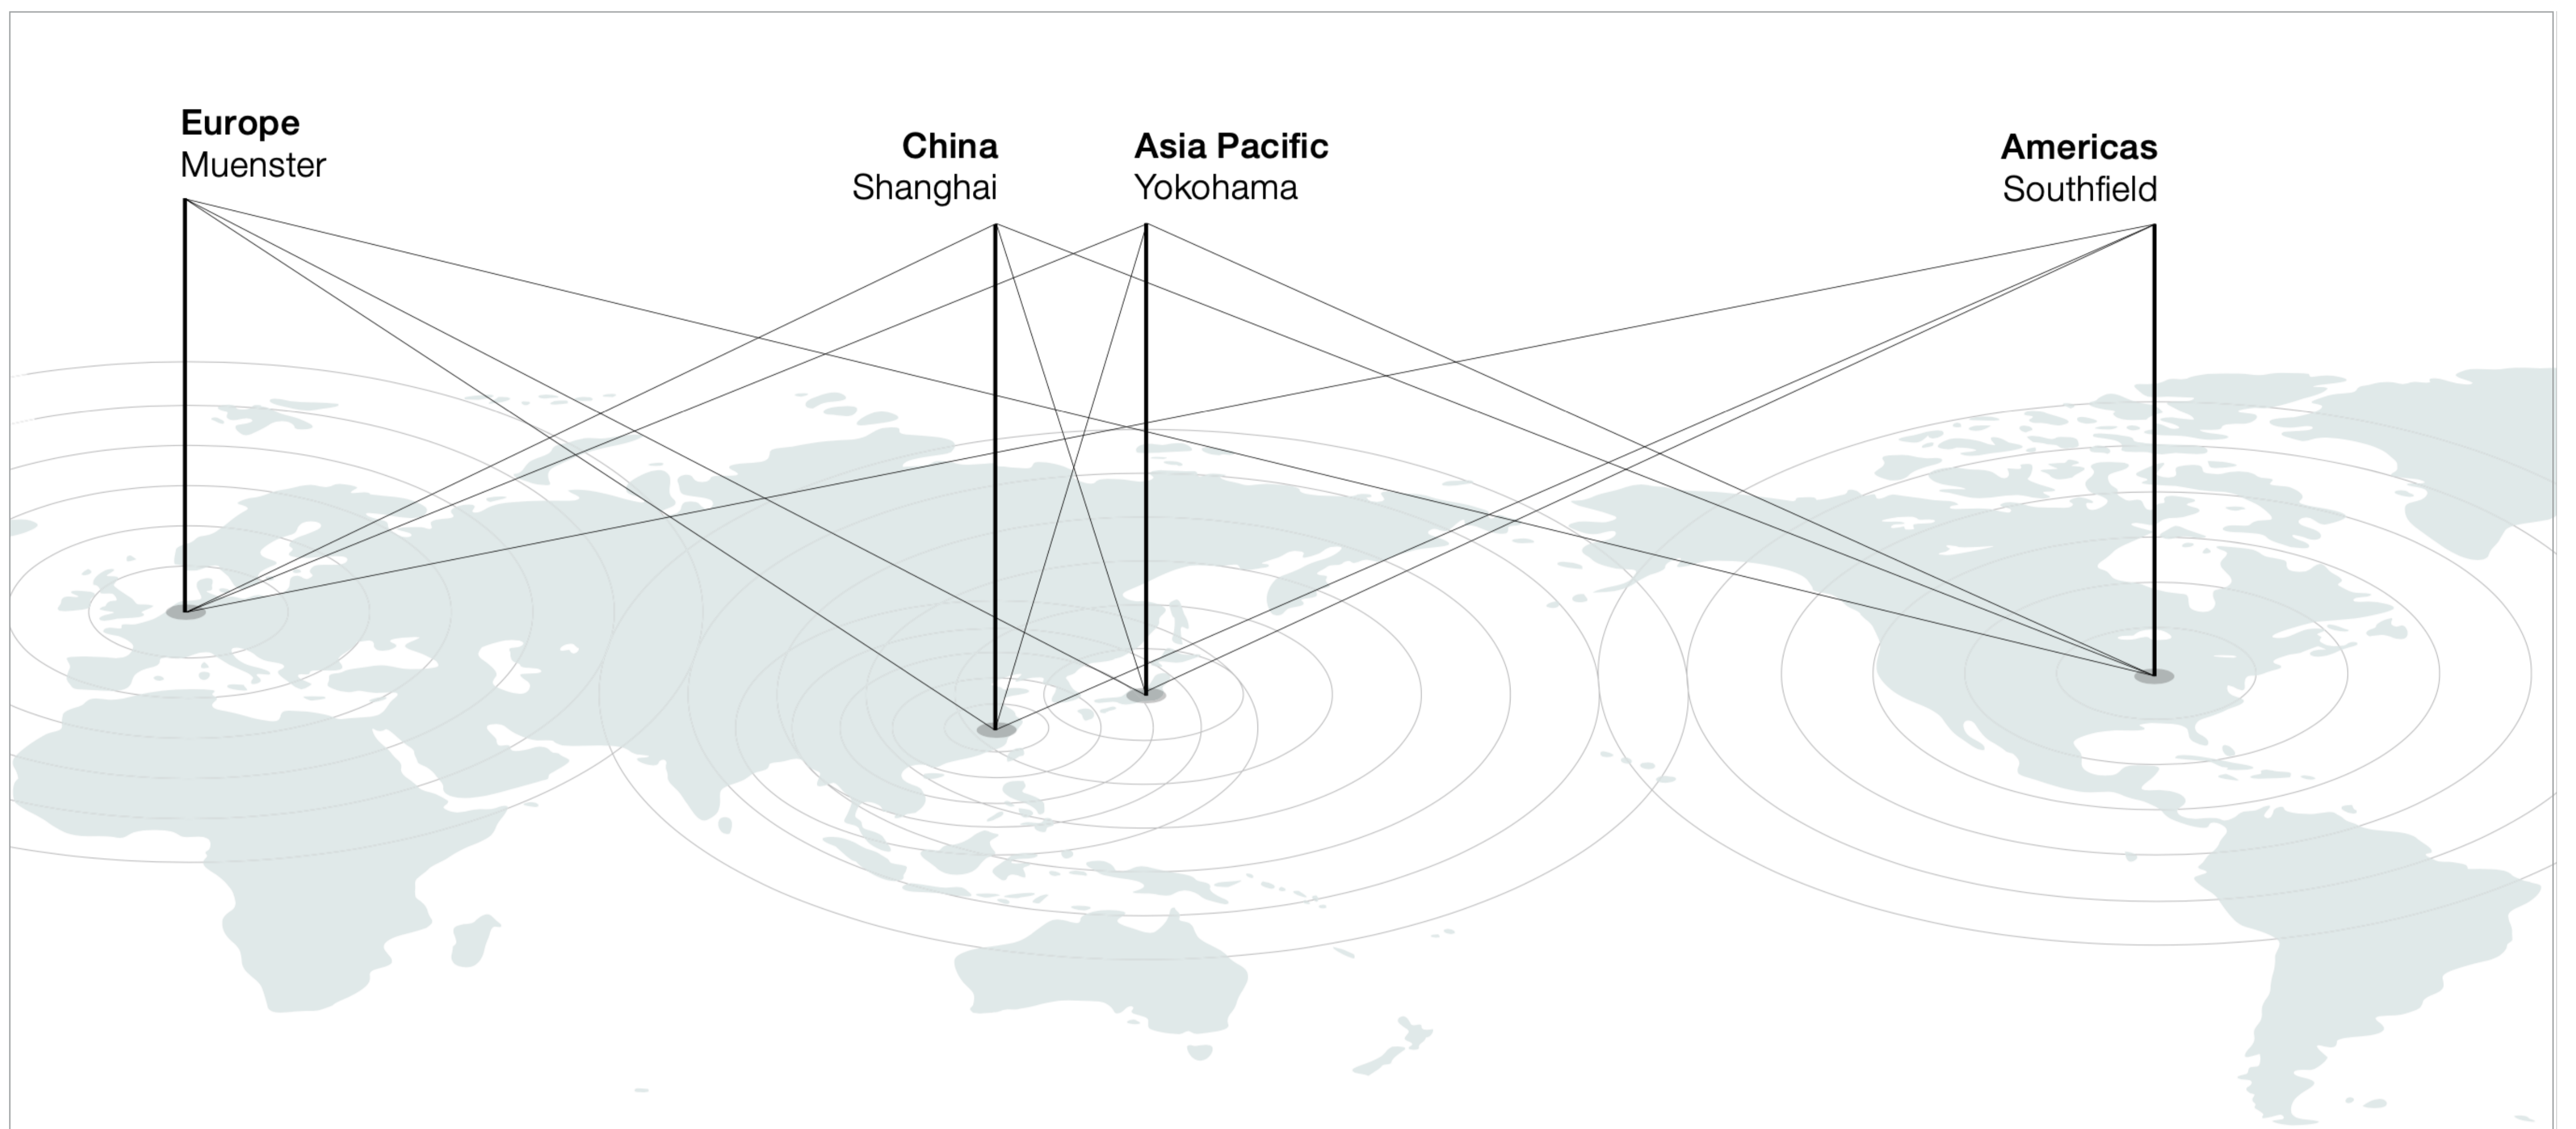 Europe
Muenster
China
Shanghai
Asia Pacific
Yokohama
Americas
Southfield